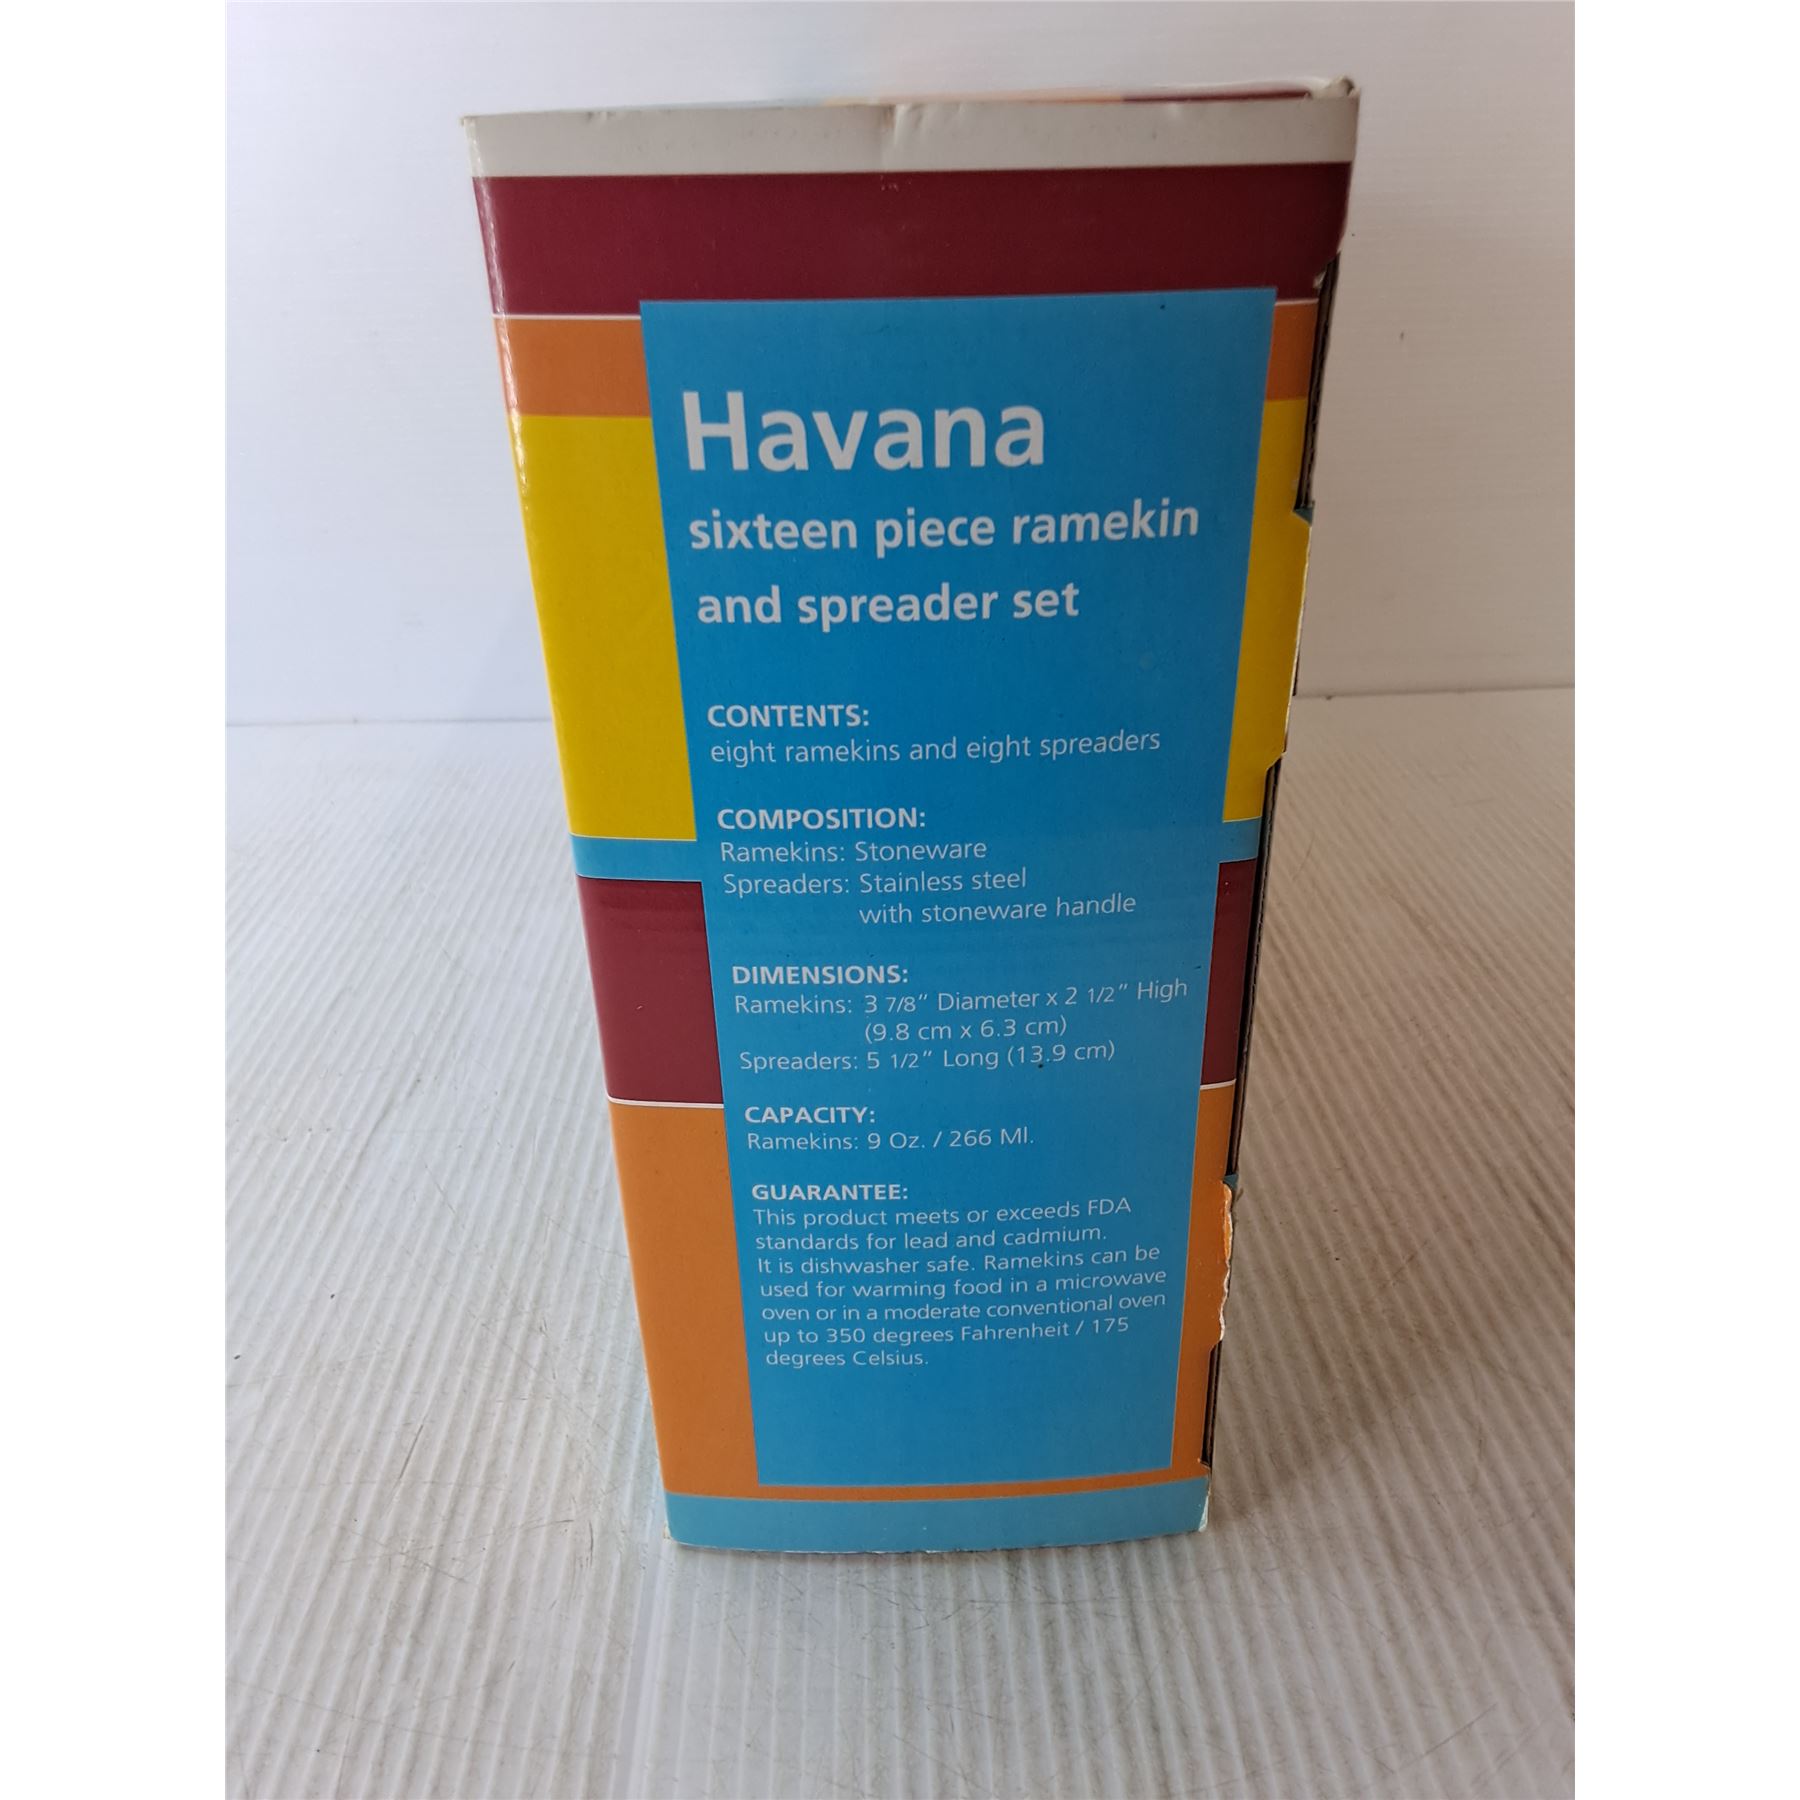 Havana
sixteen piece ramekin
and spreader set
CONTENTS:
eight ramekins and eight spreaders
COMPOSITION:
Ramekins: Stoneware
Spreaders: Stainless steel
with stoneware handle
DIMENSIONS:
Ramekins: 3 7/8" Diameter x 2 1/2" High
(9.8 cm x 6.3 cm)
Spreaders: 5 1/2" Long (13.9 cm)
CAPACITY:
Ramekins: 9 Oz. / 266 Ml.
GUARANTEE:
This product meets or exceeds FDA
standards for lead and cadmium.
It is dishwasher safe. Ramekins can be
used for warming food in a microwave
oven or in a moderate conventional oven
up to 350 degrees Fahrenheit / 175
degrees Celsius.